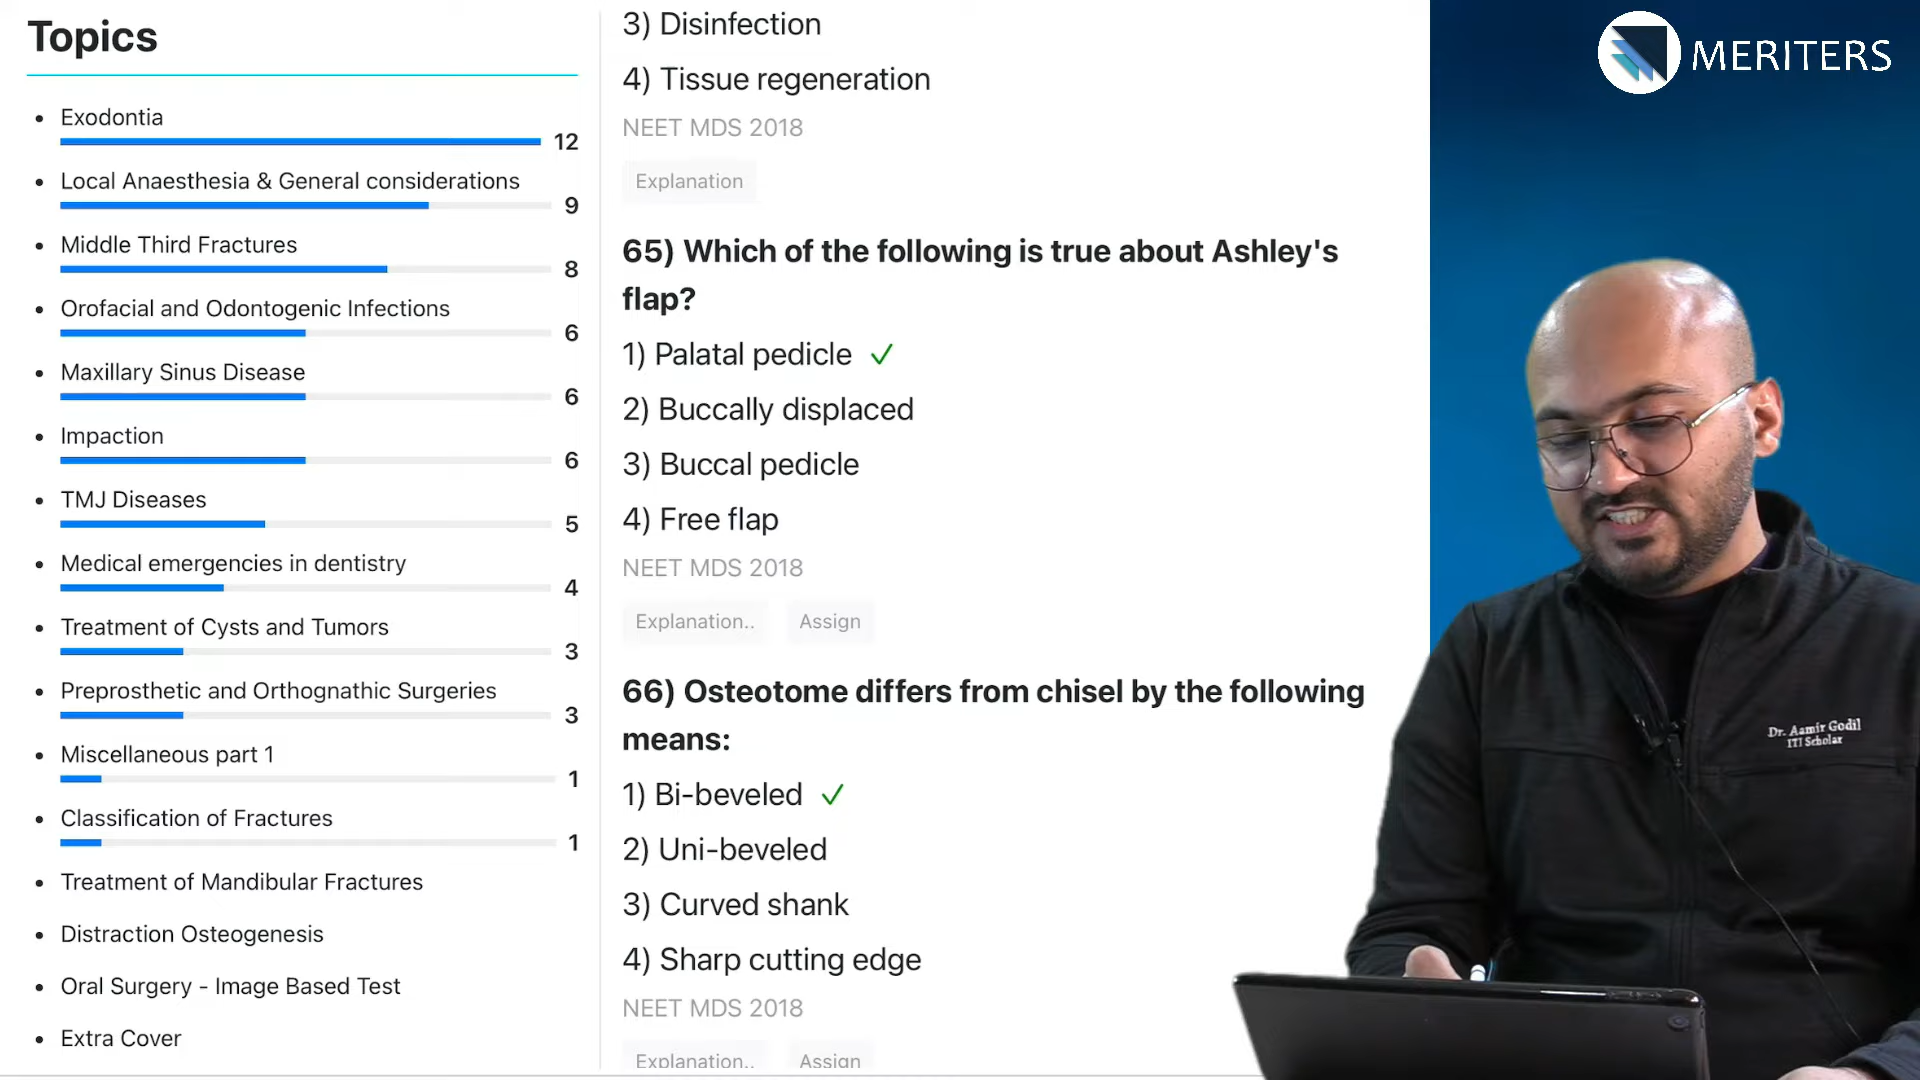 Topics
Exodontia
12
Local Anaesthesia & General considerations
9
Middle Third Fractures
8
Orofacial and Odontogenic Infections
6
Maxillary Sinus Disease
6
Impaction
6
TMJ Diseases
5
Medical emergencies in dentistry
4
Treatment of Cysts and Tumors
3
Preprosthetic and Orthognathic Surgeries
3
Miscellaneous part 1
1
Classification of Fractures
1
Treatment of Mandibular Fractures
Distraction Osteogenesis
Oral Surgery - Image Based Test
Extra Cover
3) Disinfection
4) Tissue regeneration
NEET MDS 2018
Explanation
65) Which of the following is true about Ashley's
flap?
1) Palatal pedicle ✓
2) Buccally displaced
3) Buccal pedicle
4) Free flap
NEET MDS 2018
Explanation.. Assign
66) Osteotome differs from chisel by the following
means:
1) Bi-beveled ✓
2) Uni-beveled
3) Curved shank
4) Sharp cutting edge
NEET MDS 2018
Explanation.. Assign
MERITERS
Dr. Aamir Godil
ITI Scholar